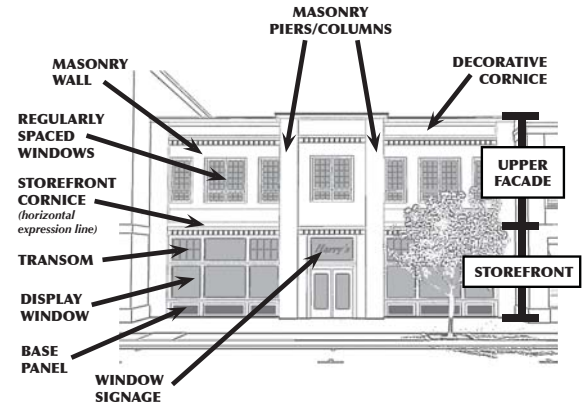 MASONRY
PIERS/COLUMNS
MASONRY
WALL
DECORATIVE
CORNICE
REGULARLY
SPACED
WINDOWS
UPPER
FACADE
STOREFRONT
CORNICE
(horizontal
expression line)
Harry's
TRANSOM
STOREFRONT
DISPLAY
WINDOW
BASE
PANEL
WINDOW
SIGNAGE